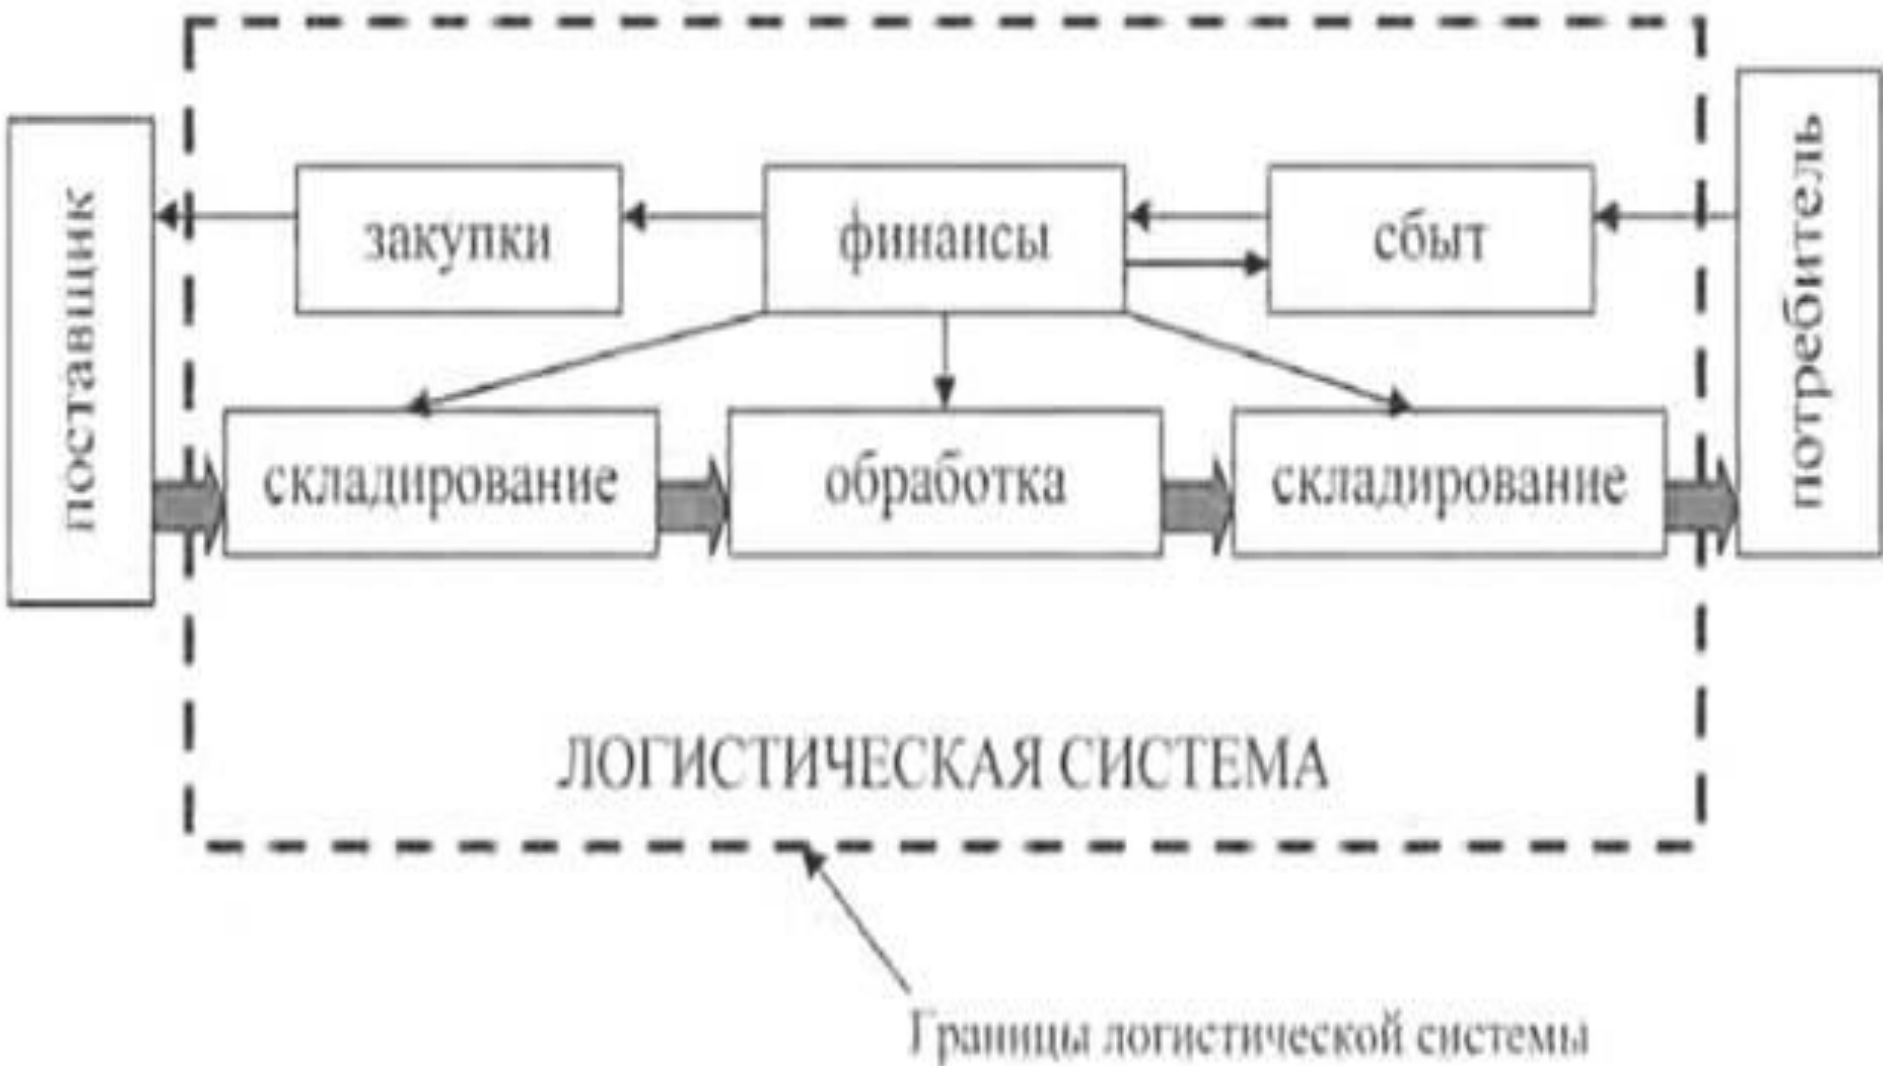 поставщик
закупки
финансы
сбыт
потребитель
складирование
обработка
складирование
ЛОГИСТИЧЕСКАЯ СИСТЕМА
Границы логистической системы